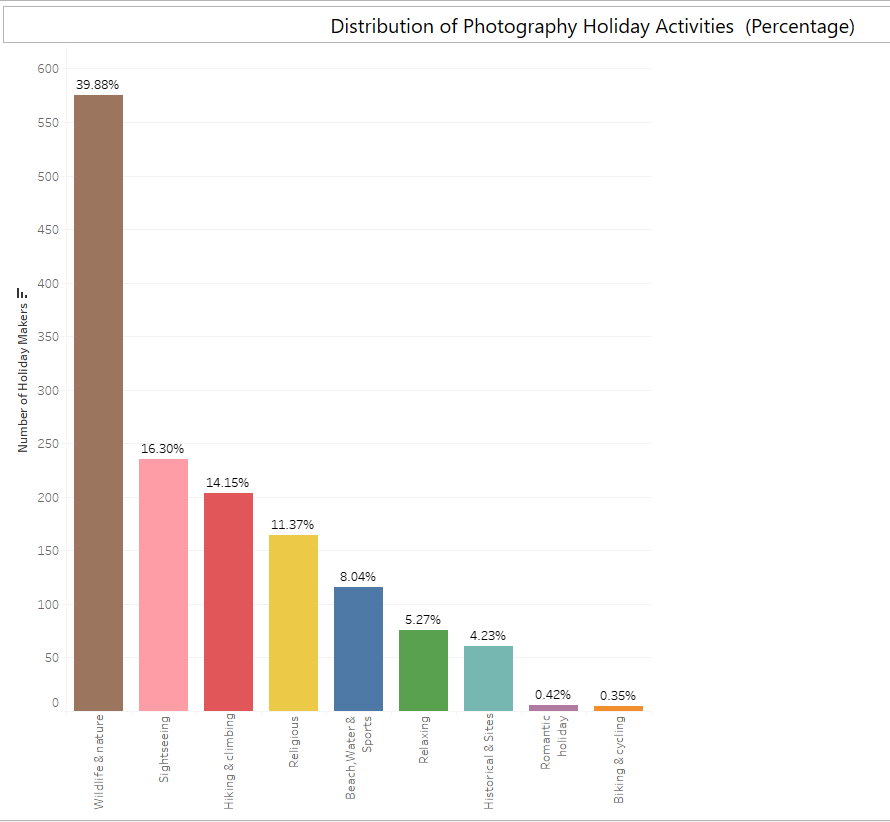 Distribution of Photography Holiday Activities  (Percentage)
600
550
500
450
400
350
300
250
200
150
100
50
0
Number of Holiday Makers
39.88%
16.30%
14.15%
11.37%
8.04%
5.27%
4.23%
0.42%
0.35%
Wildlife & nature
Sightseeing
Hiking & climbing
Religious
Beach,Water &
Sports
Relaxing
Historical & Sites
Romantic
holiday
Biking & cycling